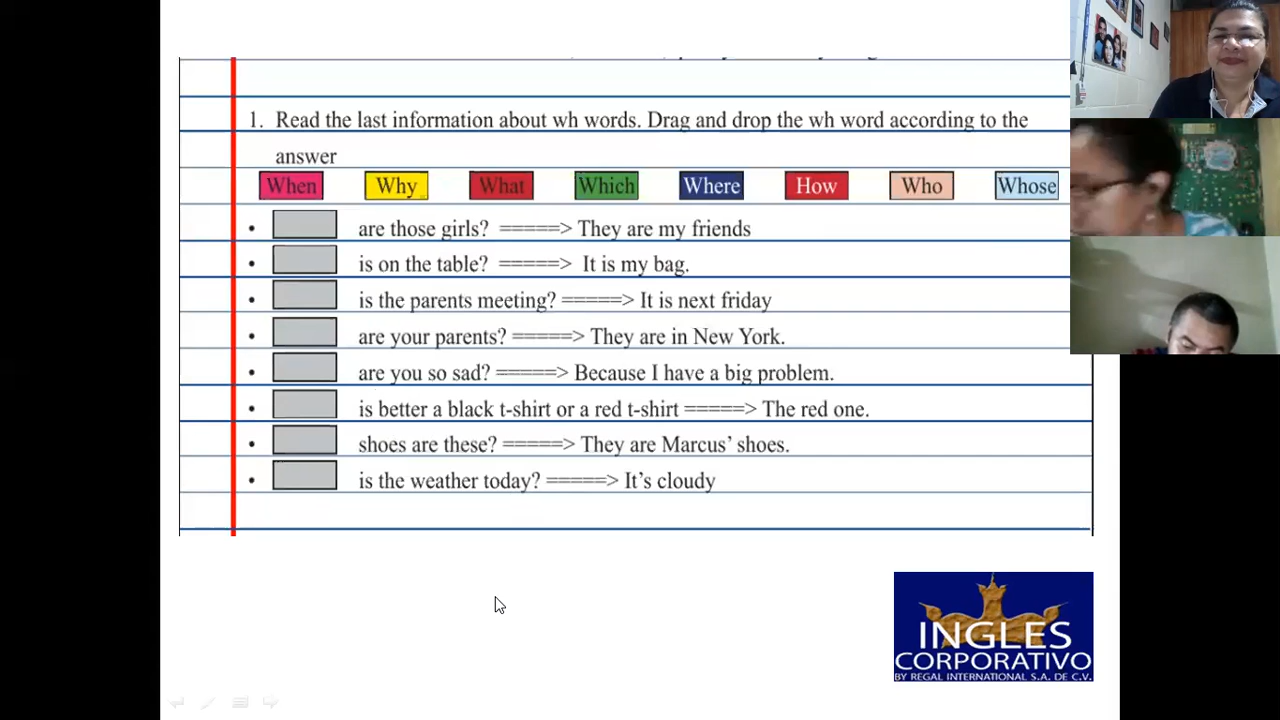 1. Read the last information about wh words. Drag and drop the wh word according to the
answer
When Why What Which Where How Who Whose
• are those girls? =====> They are my friends
• is on the table? =====> It is my bag.
• is the parents meeting? =====> It is next friday
• are your parents? =====> They are in New York.
• are you so sad? =====> Because I have a big problem.
• is better a black t-shirt or a red t-shirt =====> The red one.
• shoes are these? =====> They are Marcus’ shoes.
• is the weather today? =====> It’s cloudy
INGLES
CORPORATIVO
BY REGAL INTERNATIONAL S.A. DE C.V.